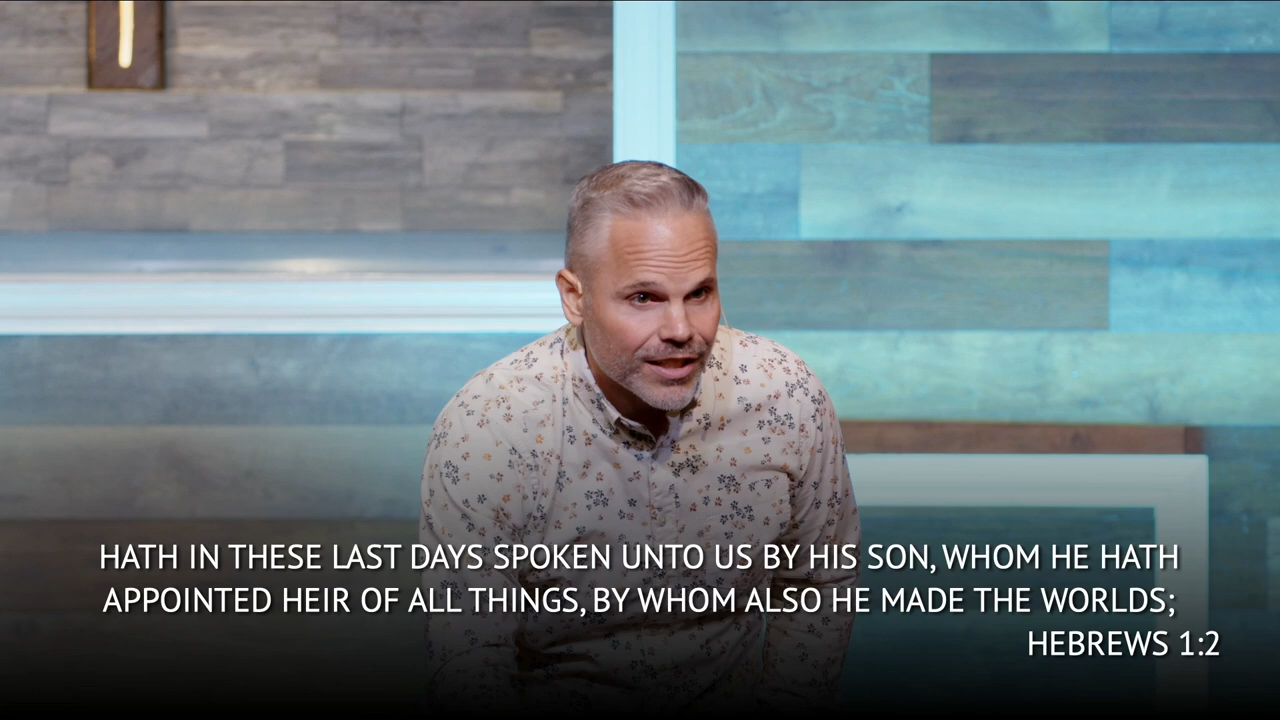 HATH IN THESE LAST DAYS SPOKEN UNTO US BY HIS SON, WHOM HE HATH
APPOINTED HEIR OF ALL THINGS, BY WHOM ALSO HE MADE THE WORLDS;
HEBREWS 1:2